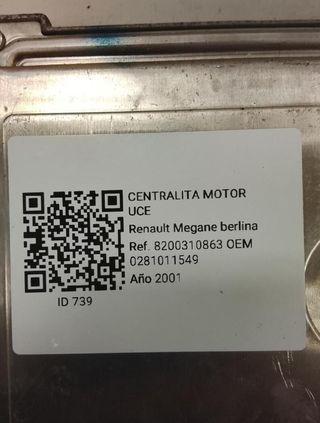 CENTRALITA MOTOR
UCE
Renault Megane berlina
Ref. 8200310863 OEM
0281011549
Año 2001
ID 739